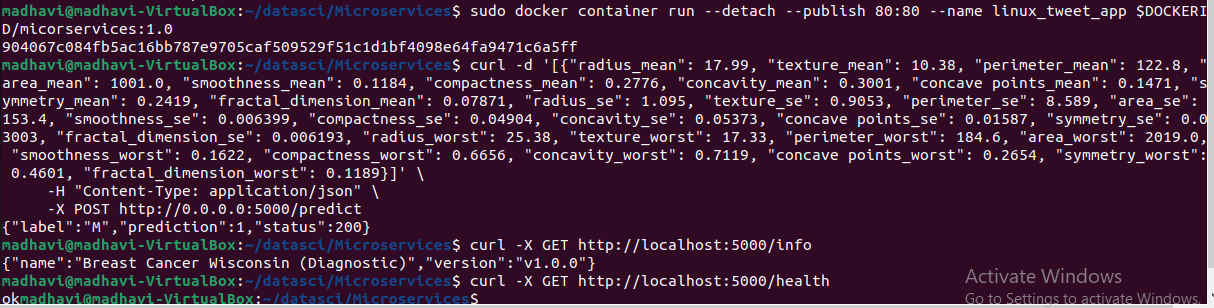 madhavi@madhavi-VirtualBox:~/datasci/Microservices$ sudo docker container run --detach --publish 80:80 --name linux_tweet_app $DOCKERI
D/micorservices:1.0
904067c084fb5ac16bb787e9705caf509529f51c1d1bf4098e64fa9471c6a5ff
madhavi@madhavi-VirtualBox:~/datasci/Microservices$ curl -d '[{"radius_mean": 17.99, "texture_mean": 10.38, "perimeter_mean": 122.8, "
area_mean": 1001.0, "smoothness_mean": 0.1184, "compactness_mean": 0.2776, "concavity_mean": 0.3001, "concave points_mean": 0.1471, "s
ymmetry_mean": 0.2419, "fractal_dimension_mean": 0.07871, "radius_se": 1.095, "texture_se": 0.9053, "perimeter_se": 8.589, "area_se":
153.4, "smoothness_se": 0.006399, "compactness_se": 0.04904, "concavity_se": 0.05373, "concave points_se": 0.01587, "symmetry_se": 0.0
3003, "fractal_dimension_se": 0.006193, "radius_worst": 25.38, "texture_worst": 17.33, "perimeter_worst": 184.6, "area_worst": 2019.0,
"smoothness_worst": 0.1622, "compactness_worst": 0.6656, "concavity_worst": 0.7119, "concave points_worst": 0.2654, "symmetry_worst":
0.4601, "fractal_dimension_worst": 0.1189}]' \
-H "Content-Type: application/json" \
-X POST http://0.0.0.0:5000/predict
{"label":"M","prediction":1,"status":200}
madhavi@madhavi-VirtualBox:~/datasci/Microservices$ curl -X GET http://localhost:5000/info
{"name":"Breast Cancer Wisconsin (Diagnostic)","version":"v1.0.0"}
madhavi@madhavi-VirtualBox:~/datasci/Microservices$ curl -X GET http://localhost:5000/health
okmadhavi@madhavi-VirtualBox:~/datasci/Microservices$
Activate Windows
Go to Settings to activate Windows.